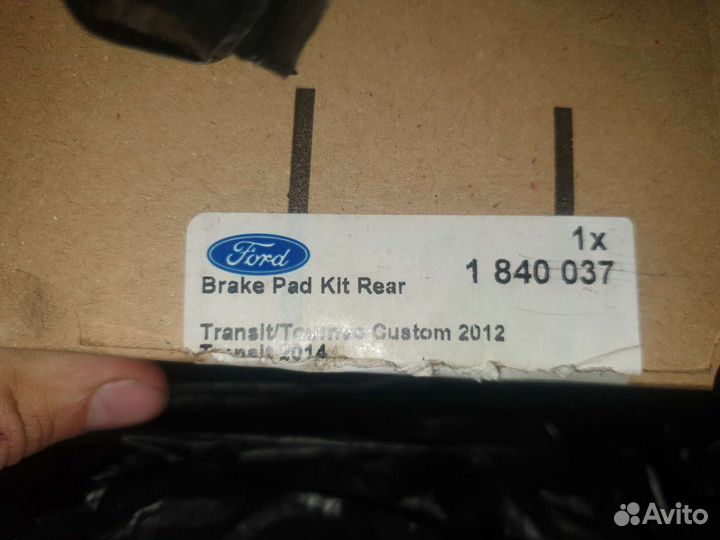 1x
Ford
1 840 037
Brake Pad Kit Rear
Transit/Tourneo Custom 2012
Transit 2014
Avito